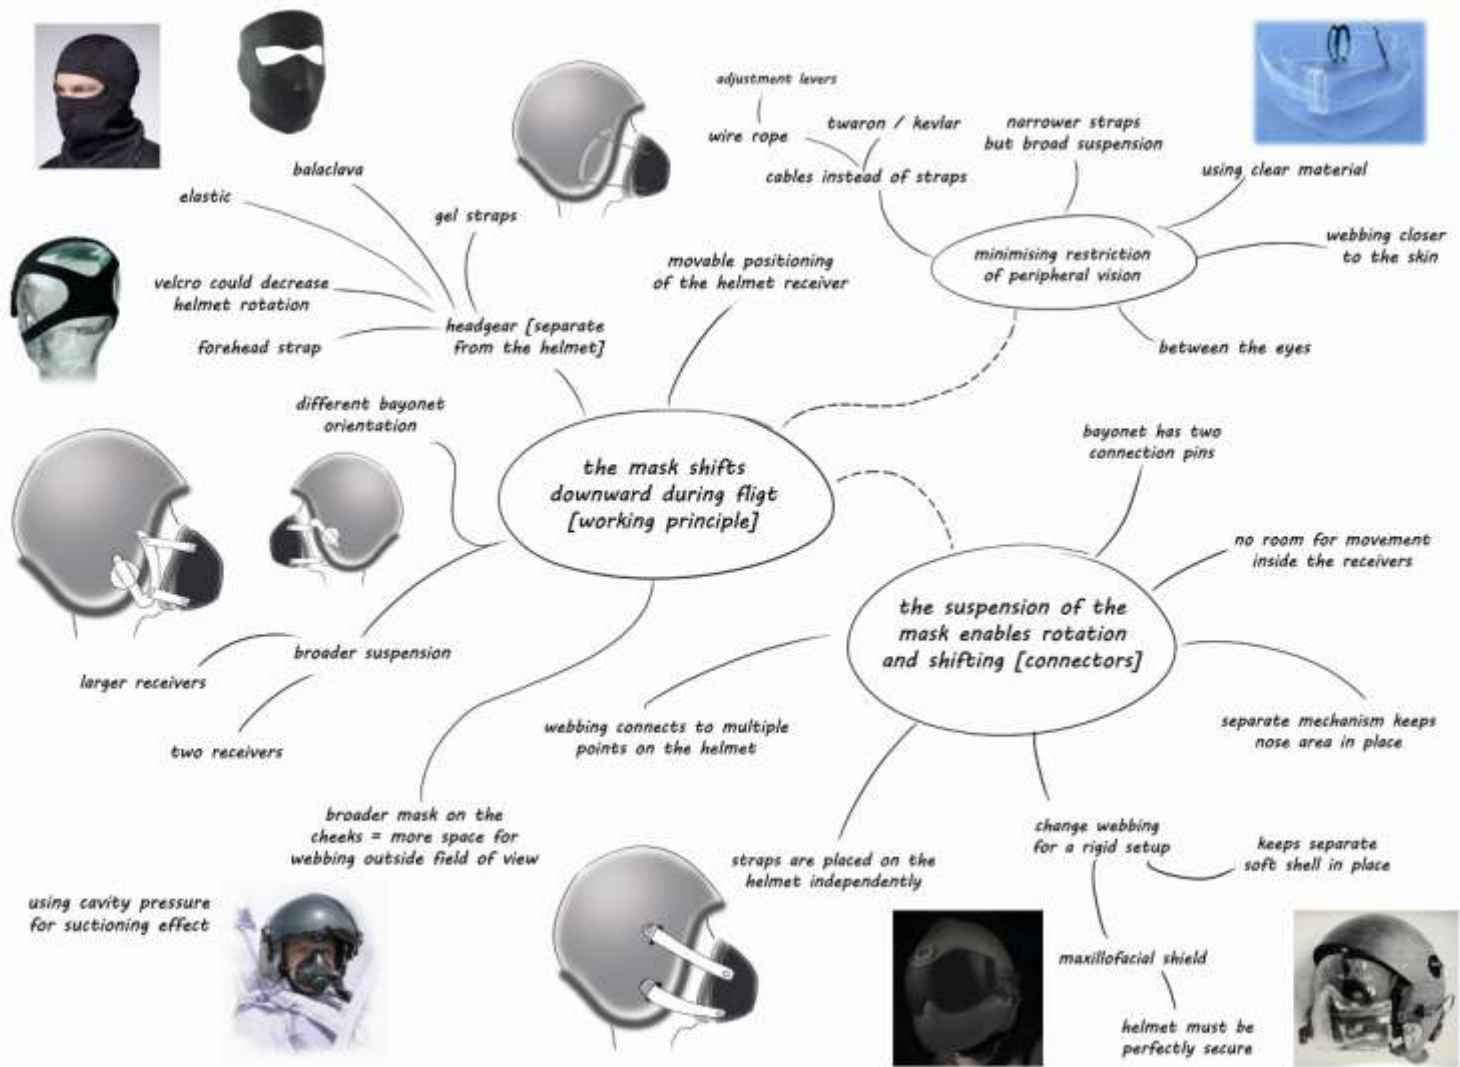 adjustment levers
wire rope
twaron / kevlar
cables instead of straps
narrower straps
but broad suspension
using clear material
webbing closer
to the skin
minimising restriction
of peripheral vision
between the eyes
balaclava
elastic
gel straps
velcro could decrease
helmet rotation
forehead strap
headgear [separate
from the helmet]
movable positioning
of the helmet receiver
different bayonet
orientation
the mask shifts
downward during fligt
[working principle]
bayonet has two
connection pins
no room for movement
inside the receivers
the suspension of the
mask enables rotation
and shifting [connectors]
separate mechanism keeps
nose area in place
broader suspension
larger receivers
two receivers
webbing connects to multiple
points on the helmet
broader mask on the
cheeks = more space for
webbing outside field of view
straps are placed on the
helmet independently
change webbing
for a rigid setup
keeps separate
soft shell in place
maxillofacial shield
helmet must be
perfectly secure
using cavity pressure
for suctioning effect